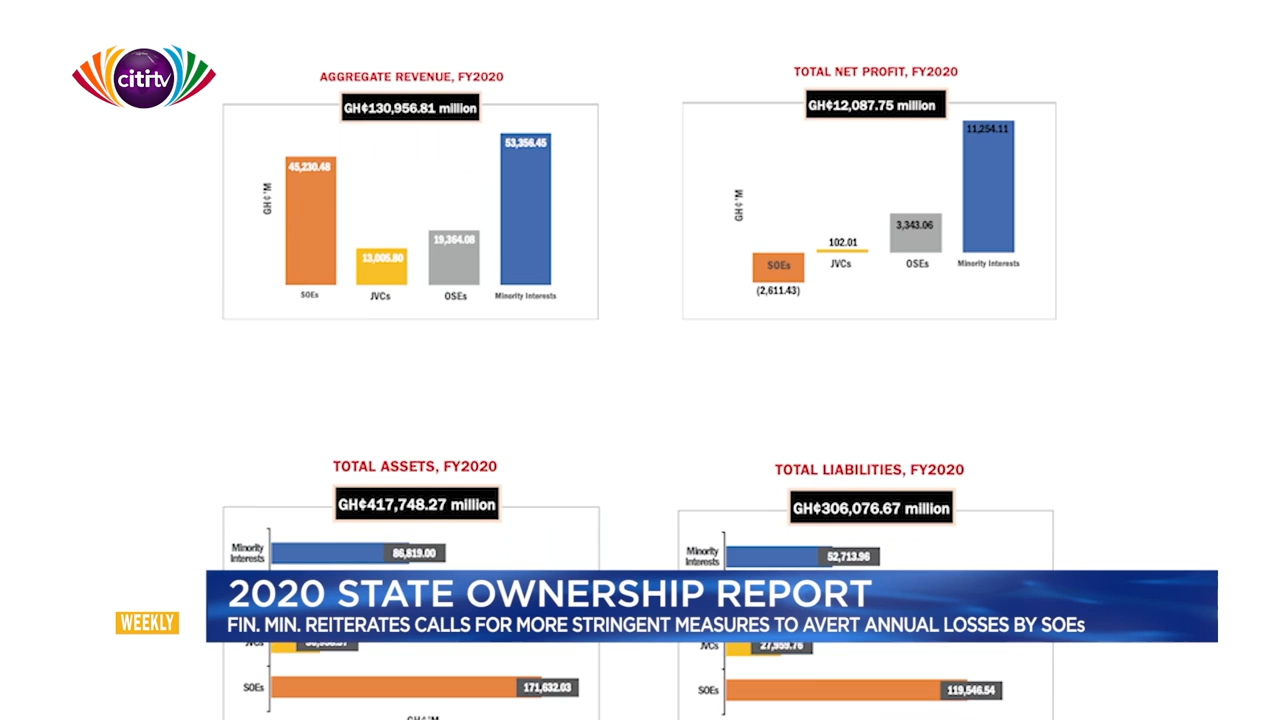 citi tv
AGGREGATE REVENUE, FY2020
GH¢130,956.81 million
GH¢'M
45,230.48
13,005.80
19,364.08
53,356.45
SOEs
JVCs
OSEs
Minority Interests
TOTAL NET PROFIT, FY2020
GH¢12,087.75 million
GH¢'M
11,254.11
3,343.06
102.01
SOEs
JVCs
OSEs
Minority Interests
(2,611.43)
TOTAL ASSETS, FY2020
GH¢417,748.27 million
Minority
Interests
86,819.00
JVCs
SOEs
171,632.03
GH¢'M
TOTAL LIABILITIES, FY2020
GH¢306,076.67 million
Minority
Interests
52,713.96
JVCs
27,959.76
SOEs
119,546.54
2020 STATE OWNERSHIP REPORT
WEEKLY
FIN. MIN. REITERATES CALLS FOR MORE STRINGENT MEASURES TO AVERT ANNUAL LOSSES BY SOEs